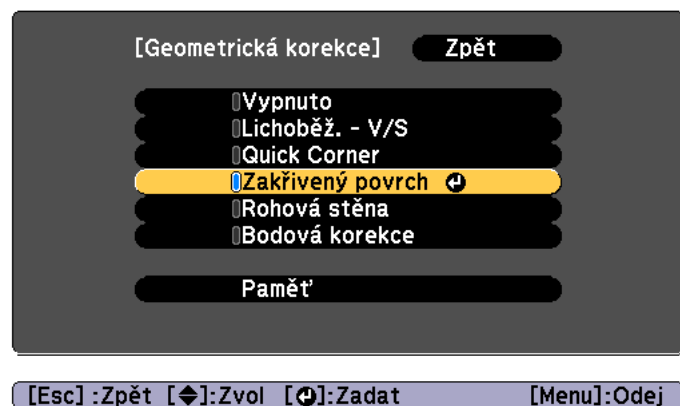 [Geometrická korekce] Zpět
Vypnuto
Lichoběž. - V/S
Quick Corner
Zakřivený povrch
Rohová stěna
Bodová korekce
Paměť
[Esc] :Zpět [◆]:Zvol [↵]:Zadat [Menu]:Odej